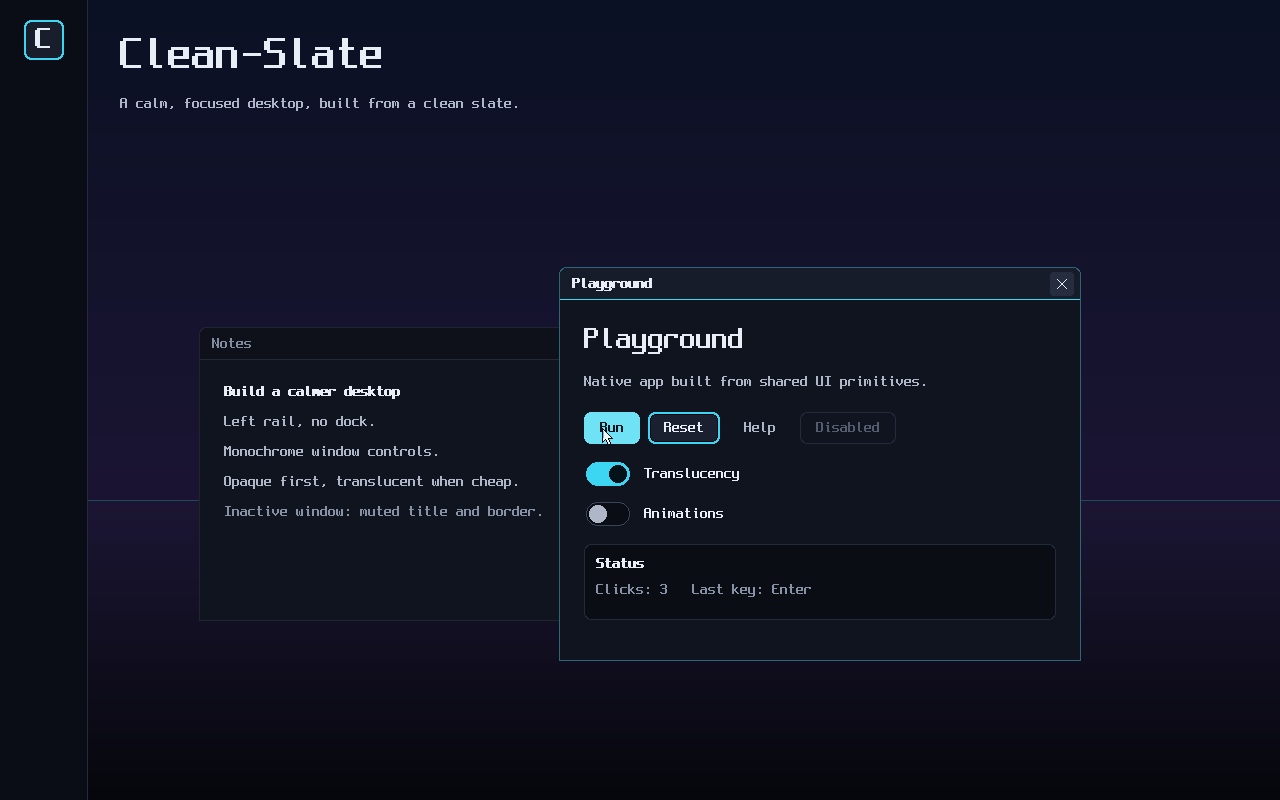 C
Clean-Slate
A calm, focused desktop, built from a clean slate.
Notes
Build a calmer desktop
Left rail, no dock.
Monochrome window controls.
Opaque first, translucent when cheap.
Inactive window: muted title and border.
Playground
Playground
Native app built from shared UI primitives.
Run Reset Help Disabled
Translucency
Animations
Status
Clicks: 3 Last key: Enter